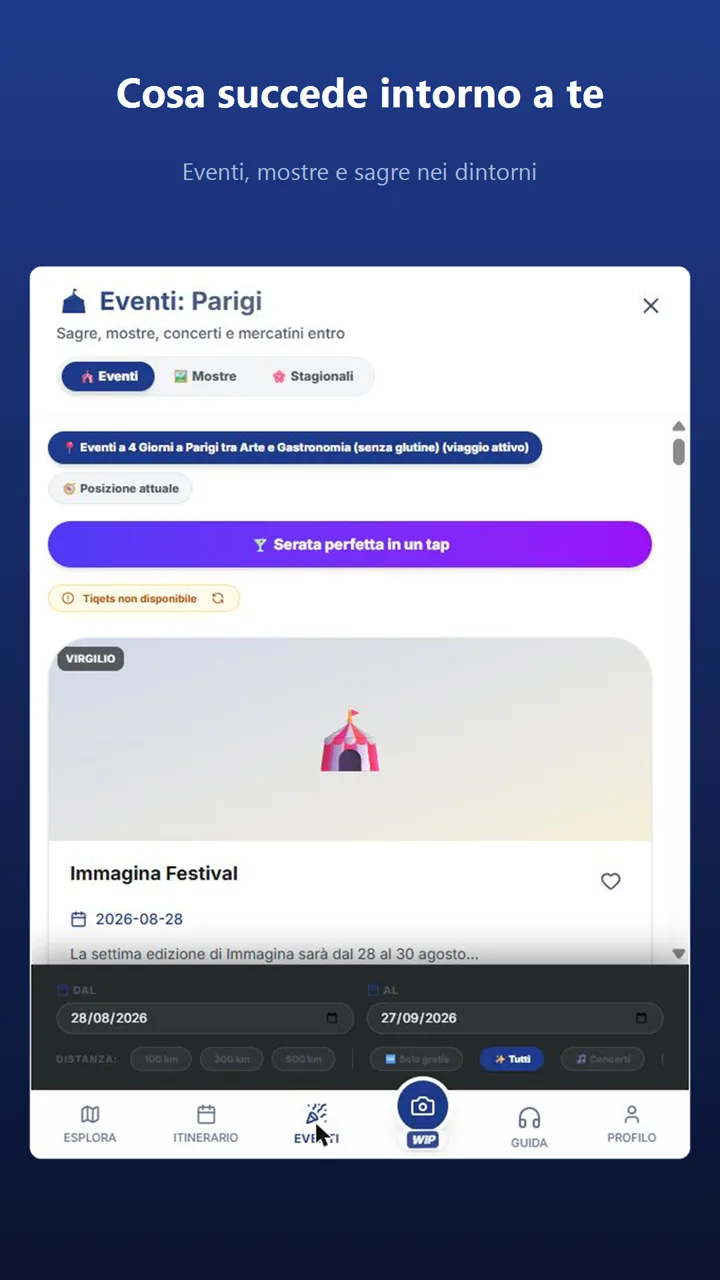 Cosa succede intorno a te
Eventi, mostre e sagre nei dintorni
Eventi: Parigi
Sagre, mostre, concerti e mercatini entro
Eventi
Mostre
Stagionali
Eventi a 4 Giorni a Parigi tra Arte e Gastronomia (senza glutine) (viaggio attivo)
Posizione attuale
Serata perfetta in un tap
Tiqets non disponibile
VIRGILIO
Immagina Festival
2026-08-28
La settima edizione di Immagina sarà dal 28 al 30 agosto...
DAL
AL
28/08/2026
27/09/2026
DISTANZA:
100 km
300 km
500 km
Solo gratis
Tutti
Concerti
ESPLORA
ITINERARIO
EVENTI
WIP
GUIDA
PROFILO